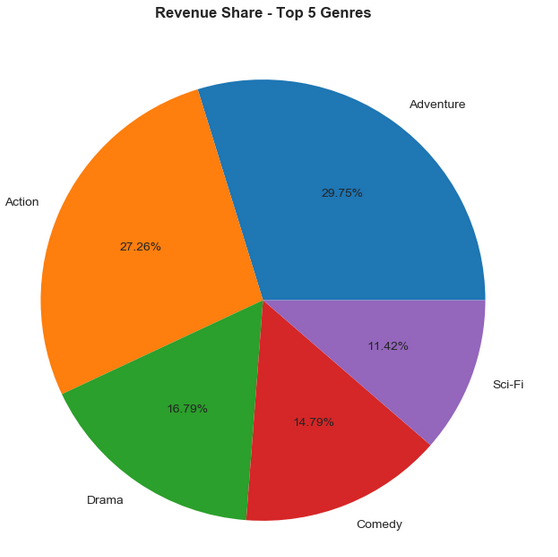 Revenue Share - Top 5 Genres
Adventure
29.75%
Action
27.26%
11.42%
Sci-Fi
16.79%
14.79%
Drama
Comedy